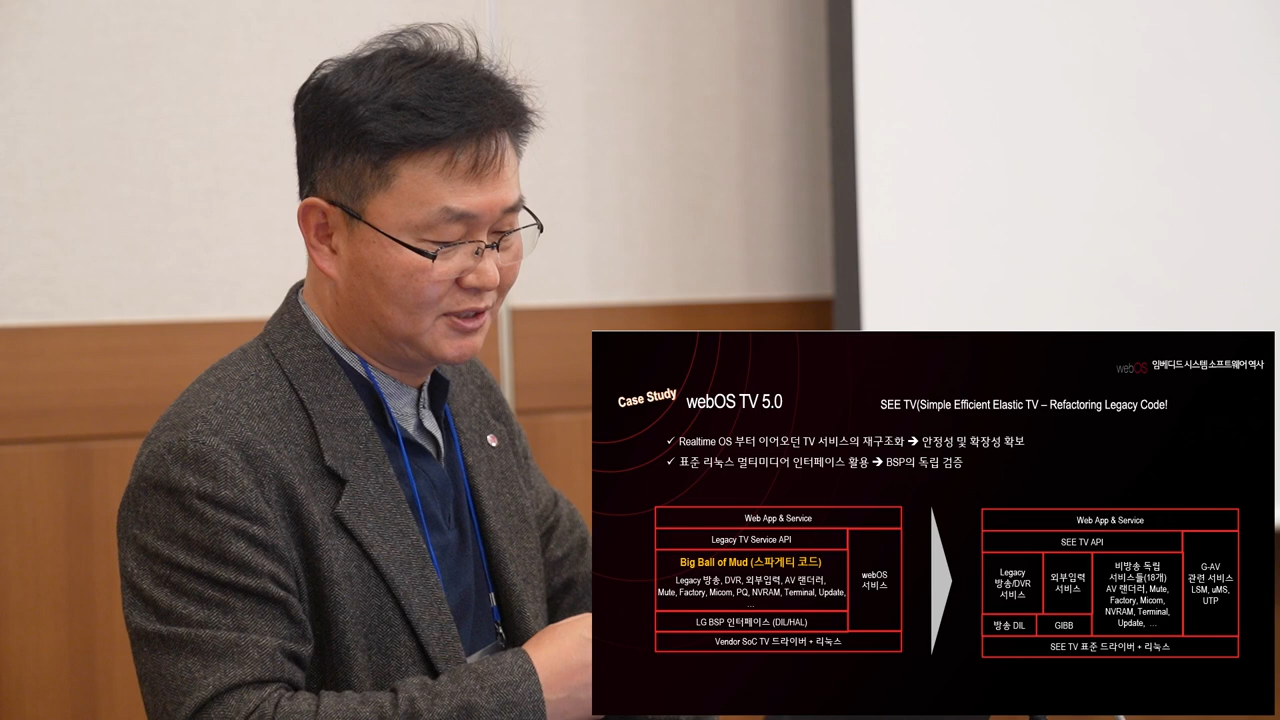 webOS 임베디드 시스템 소프트웨어 역사
Case Study
webOS TV 5.0
SEE TV(Simple Efficient Elastic TV – Refactoring Legacy Code!
✓ Realtime OS 부터 이어오던 TV 서비스의 재구조화 → 안정성 및 확장성 확보
✓ 표준 리눅스 멀티미디어 인터페이스 활용 → BSP의 독립 검증
Web App & Service
Legacy TV Service API
Big Ball of Mud (스파게티 코드)
Legacy 방송, DVR, 외부입력, AV 랜더러,
Mute, Factory, Micom, PQ, NVRAM, Terminal, Update,
...
LG BSP 인터페이스 (DIL/HAL)
webOS
서비스
Vendor SoC TV 드라이버 + 리눅스
Web App & Service
SEE TV API
Legacy
방송/DVR
서비스
외부입력
서비스
비방송 독립
서비스들(18개)
AV 랜더러, Mute,
Factory, Micom,
NVRAM, Terminal,
Update, ...
G-AV
관련 서비스
LSM, uMS,
UTP
방송 DIL
GIBB
SEE TV 표준 드라이버 + 리눅스